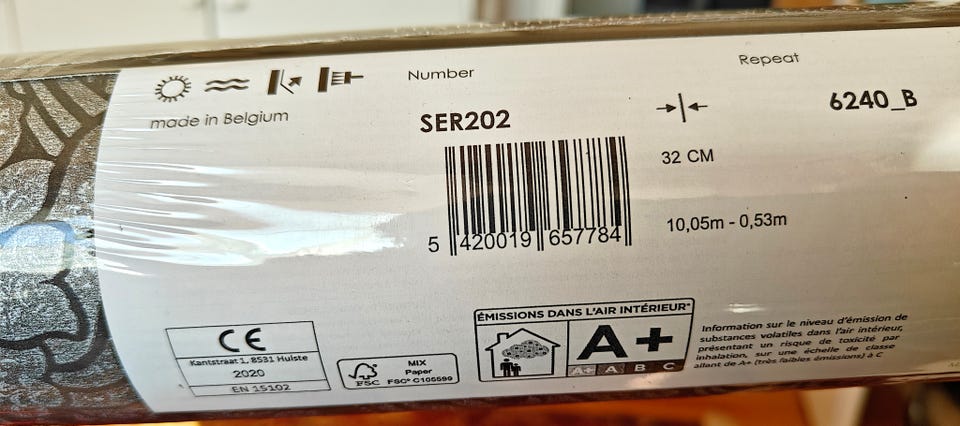 made in Belgium
Number
SER202
5 420019 657784
Repeat
32 CM
6240_B
10,05m - 0,53m
CE
Kantstraat 1, 8531 Hulste
2020
EN 15102
FSC
MIX
Paper
FSC® C105599
ÉMISSIONS DANS L'AIR INTÉRIEUR*
A+
A+ A B C
Information sur le niveau d'émission de
substances volatiles dans l'air intérieur,
présentant un risque de toxicité par
inhalation, sur une échelle de classe
allant de A+ (très faibles émissions) à C